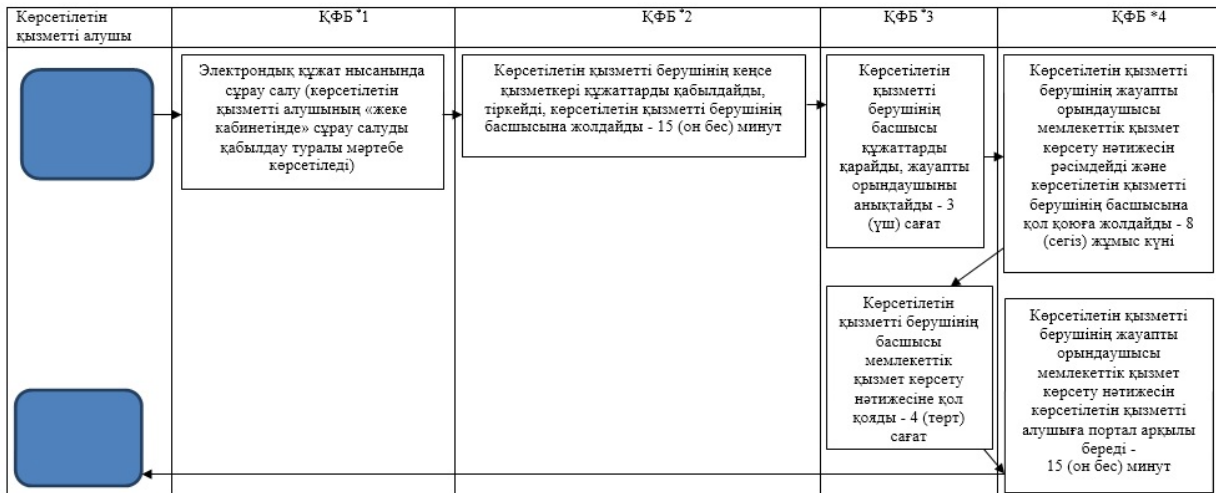 Көрсетілетін
қызметті алушы
ҚФБ *1
ҚФБ *2
ҚФБ *3
ҚФБ *4
Электрондық құжат нысанында
сұрау салу (көрсетілетін
қызметті алушының «жеке
кабинетінде» сұрау салуды
қабылдау туралы мәртебе
көрсетіледі)
Көрсетілетін қызметті берушінің кеңсе
қызметкері құжаттарды қабылдайды,
тіркейді, көрсетілетін қызметті берушінің
басшысына жолдайды - 15 (он бес) минут
Көрсетілетін
қызметті
берушінің
басшысы
құжаттарды
қарайды, жауапты
орындаушыны
анықтайды - 3
(үш) сағат
Көрсетілетін қызметті
берушінің жауапты
орындаушысы
мемлекеттік қызмет
көрсету нәтижесін
рәсімдейді және
көрсетілетін қызметті
берушінің басшысына
қол қоюға жолдайды - 8
(сегіз) жұмыс күні
Көрсетілетін
қызметті берушінің
басшысы
мемлекеттік
қызмет көрсету
нәтижесіне қол
қояды - 4 (төрт)
сағат
Көрсетілетін қызметті
берушінің жауапты
орындаушысы
мемлекеттік қызмет
көрсету нәтижесін
көрсетілетін қызметті
алушыға портал арқылы
береді -
15 (он бес) минут